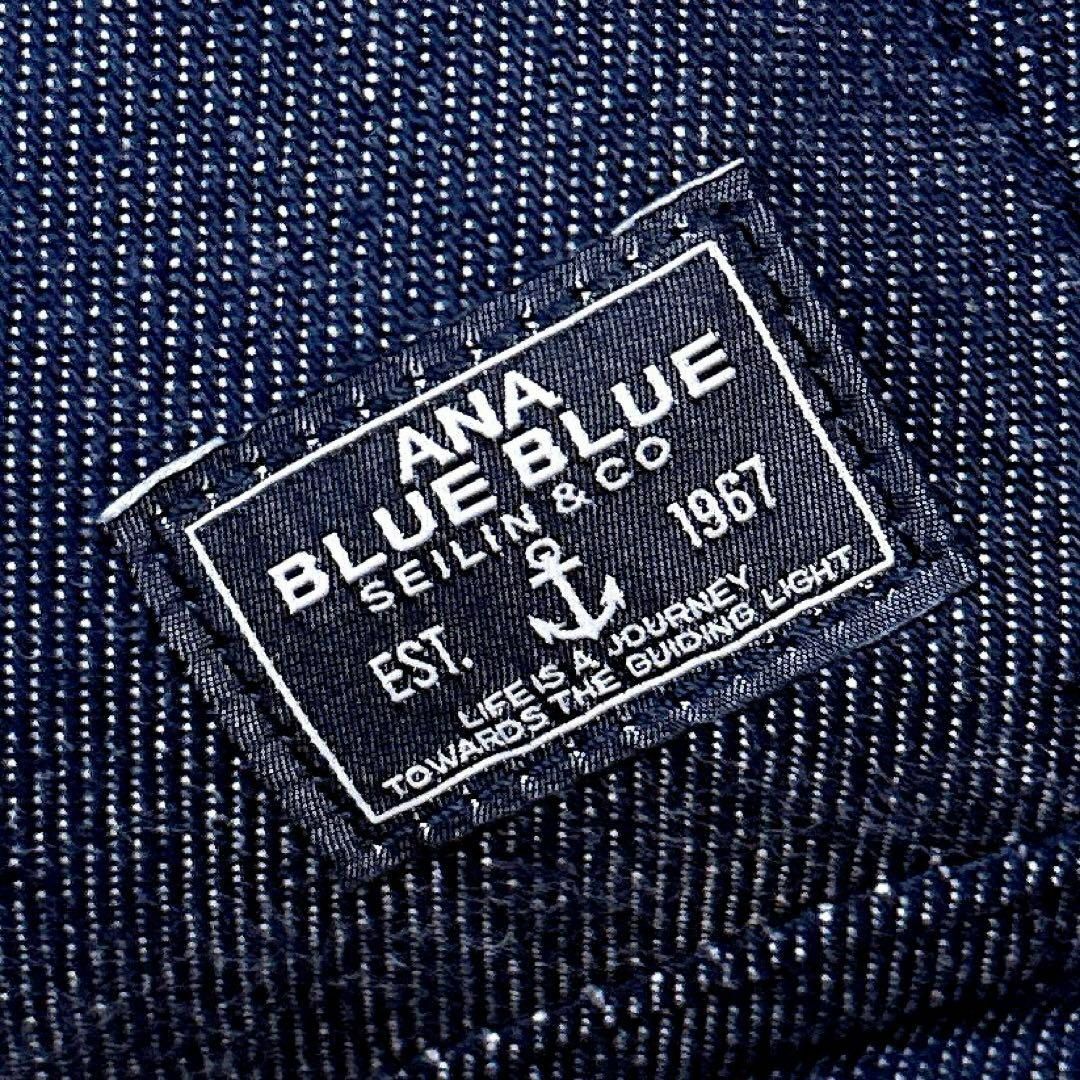 ANA
BLUE BLUE
SEILIN & CO
EST. 1967
LIFE IS A JOURNEY
TOWARDS THE GUIDING LIGHT